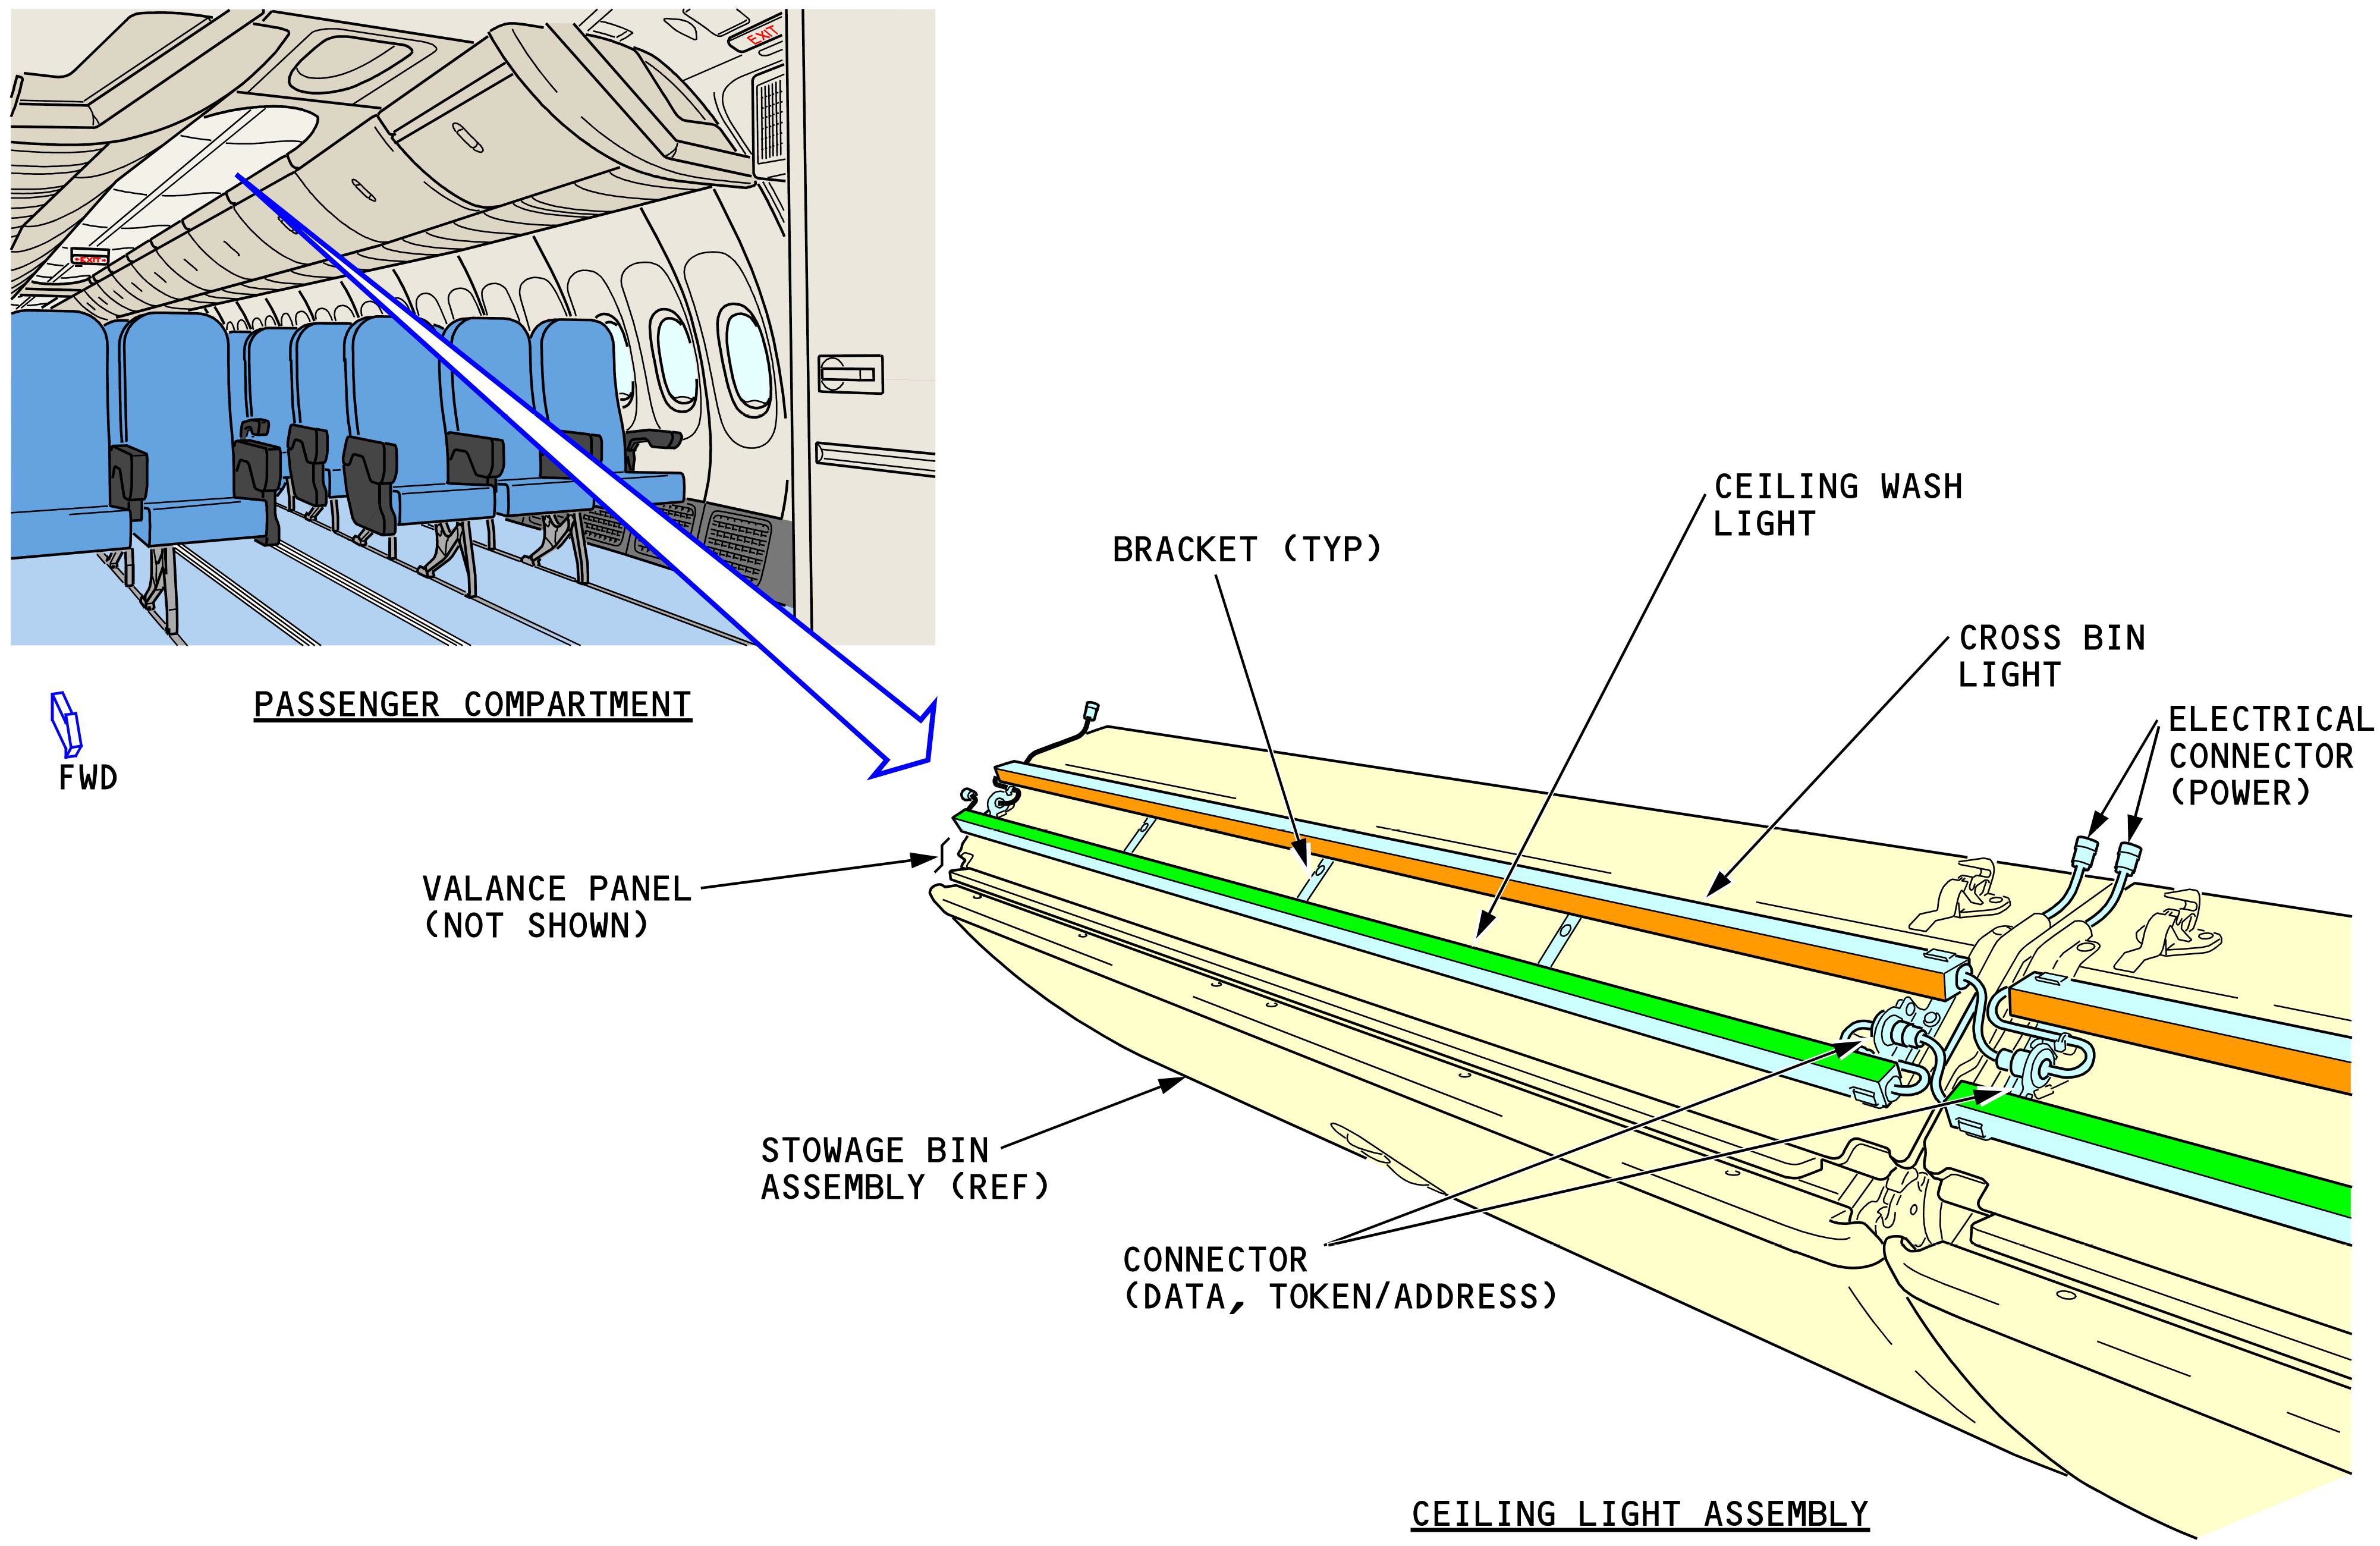 EXIT
←EXIT→
PASSENGER COMPARTMENT
FWD
CEILING WASH
LIGHT
BRACKET (TYP)
CROSS BIN
LIGHT
ELECTRICAL
CONNECTOR
(POWER)
VALANCE PANEL
(NOT SHOWN)
STOWAGE BIN
ASSEMBLY (REF)
CONNECTOR
(DATA, TOKEN/ADDRESS)
CEILING LIGHT ASSEMBLY